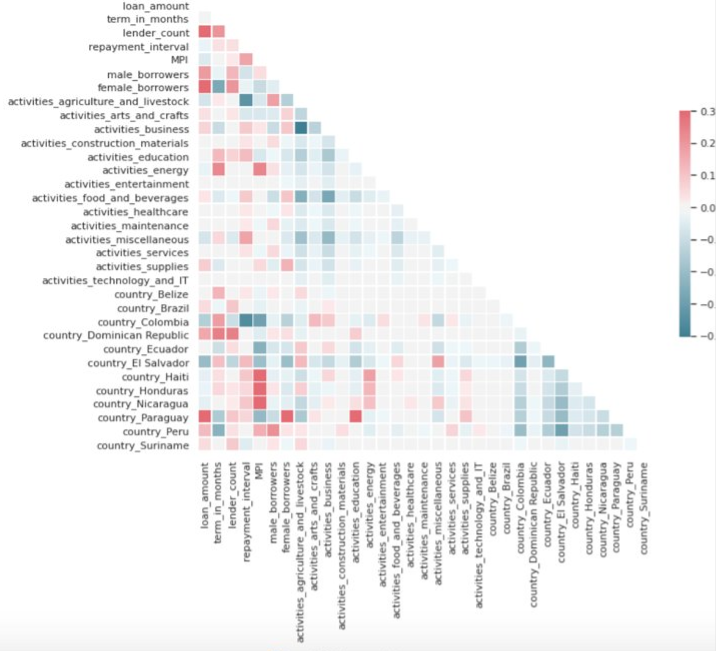 loan_amount
term_in_months
lender_count
repayment_interval
MPI
male_borrowers
female_borrowers
activities_agriculture_and_livestock
activities_arts_and_crafts
activities_business
activities_construction_materials
activities_education
activities_energy
activities_entertainment
activities_food_and_beverages
activities_healthcare
activities_maintenance
activities_miscellaneous
activities_services
activities_supplies
activities_technology_and_IT
country_Belize
country_Brazil
country_Colombia
country_Dominican Republic
country_Ecuador
country_El Salvador
country_Haiti
country_Honduras
country_Nicaragua
country_Paraguay
country_Peru
country_Suriname
0.3
0.2
0.1
0.0
−0.
−0.
−0.
−0.
loan_amount
term_in_months
lender_count
repayment_interval
MPI
male_borrowers
female_borrowers
activities_agriculture_and_livestock
activities_arts_and_crafts
activities_business
activities_construction_materials
activities_education
activities_energy
activities_entertainment
activities_food_and_beverages
activities_healthcare
activities_maintenance
activities_miscellaneous
activities_services
activities_supplies
activities_technology_and_IT
country_Belize
country_Brazil
country_Colombia
country_Dominican Republic
country_Ecuador
country_El Salvador
country_Haiti
country_Honduras
country_Nicaragua
country_Paraguay
country_Peru
country_Suriname